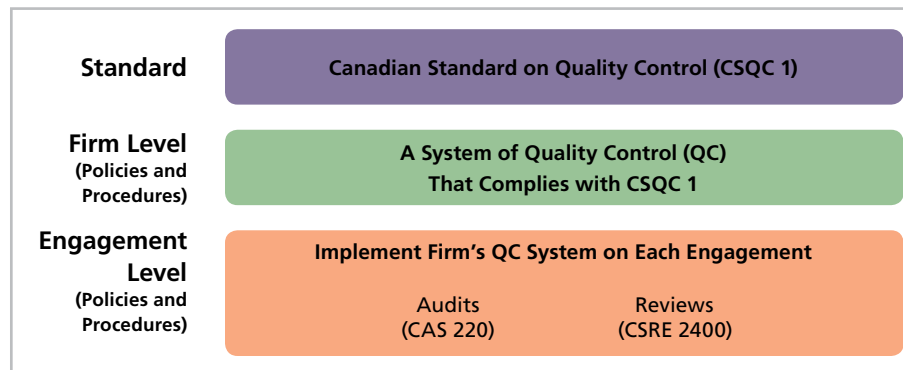 Standard
Canadian Standard on Quality Control (CSQC 1)
Firm Level
(Policies and
Procedures)
A System of Quality Control (QC)
That Complies with CSQC 1
Engagement
Level
(Policies and
Procedures)
Implement Firm's QC System on Each Engagement
Audits
(CAS 220)
Reviews
(CSRE 2400)